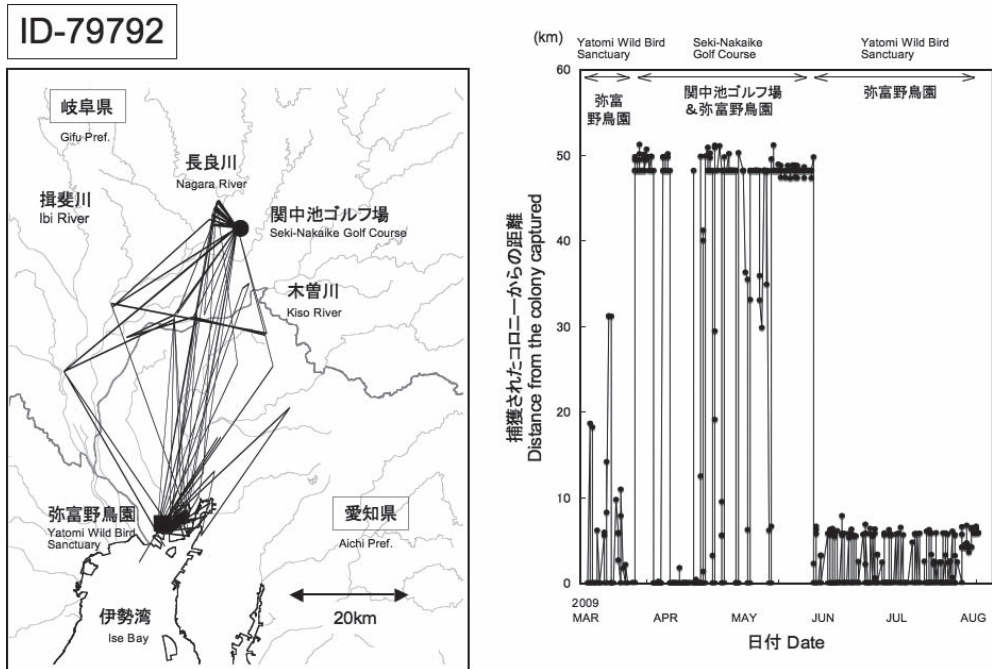 ID-79792
岐阜県
Gifu Pref.
長良川
Nagara River
揖斐川
Ibi River
関中池ゴルフ場
Seki-Nakaike Golf Course
木曽川
Kiso River
弥富野鳥園
Yatomi Wild Bird
Sanctuary
愛知県
Aichi Pref.
20km
伊勢湾
Ise Bay
(km)
Yatomi Wild Bird
Sanctuary
Seki-Nakaike
Golf Course
Yatomi Wild Bird
Sanctuary
弥富
野鳥園
関中池ゴルフ場
&弥富野鳥園
弥富野鳥園
60
50
40
30
20
10
0
捕獲されたコロニーからの距離
Distance from the colony captured
2009
MAR APR MAY JUN JUL AUG
日付 Date